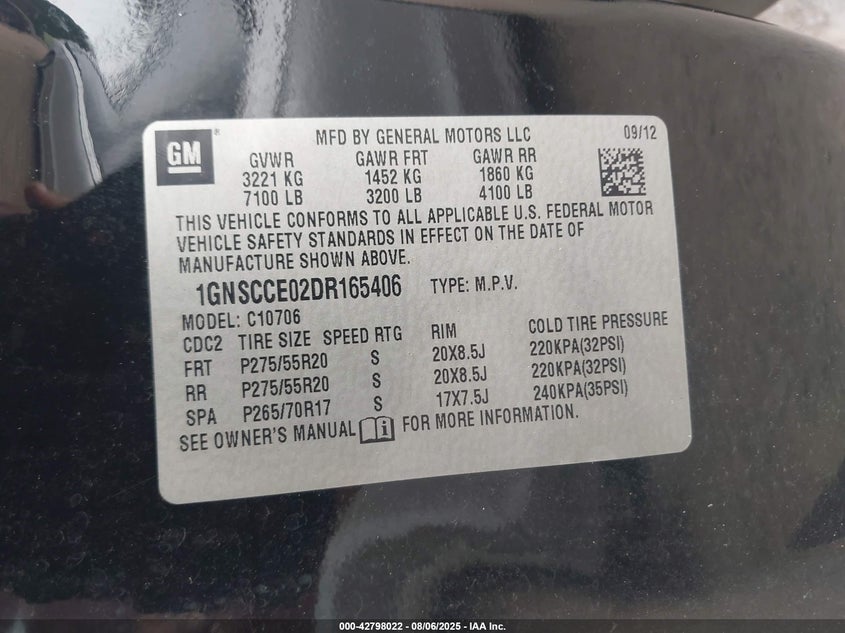 GM ®
MFD BY GENERAL MOTORS LLC 09/12
GVWR GAWR FRT GAWR RR
3221 KG 1452 KG 1860 KG
7100 LB 3200 LB 4100 LB
THIS VEHICLE CONFORMS TO ALL APPLICABLE U.S. FEDERAL MOTOR
VEHICLE SAFETY STANDARDS IN EFFECT ON THE DATE OF
MANUFACTURE SHOWN ABOVE.
1GNSCCE02DR165406 TYPE: M.P.V.
MODEL: C10706
CDC2 TIRE SIZE SPEED RTG RIM COLD TIRE PRESSURE
FRT P275/55R20 S 20X8.5J 220KPA(32PSI)
RR P275/55R20 S 20X8.5J 220KPA(32PSI)
SPA P265/70R17 S 17X7.5J 240KPA(35PSI)
SEE OWNER'S MANUAL i FOR MORE INFORMATION.
000-42798022 - 08/06/2025 - IAA Inc.